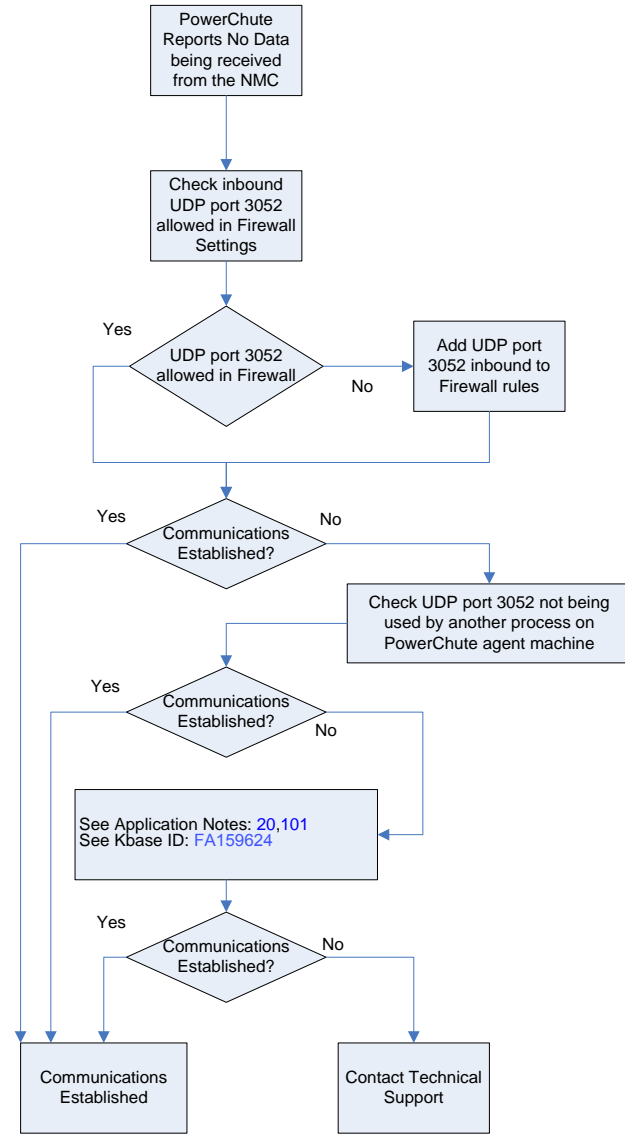 PowerChute
Reports No Data
being received
from the NMC
Check inbound
UDP port 3052
allowed in Firewall
Settings
Yes
UDP port 3052
allowed in Firewall
No
Add UDP port
3052 inbound to
Firewall rules
Yes
Communications
Established?
No
Check UDP port 3052 not being
used by another process on
PowerChute agent machine
Yes
Communications
Established?
No
See Application Notes: 20,101
See Kbase ID: FA159624
Yes
Communications
Established?
No
Communications
Established
Contact Technical
Support